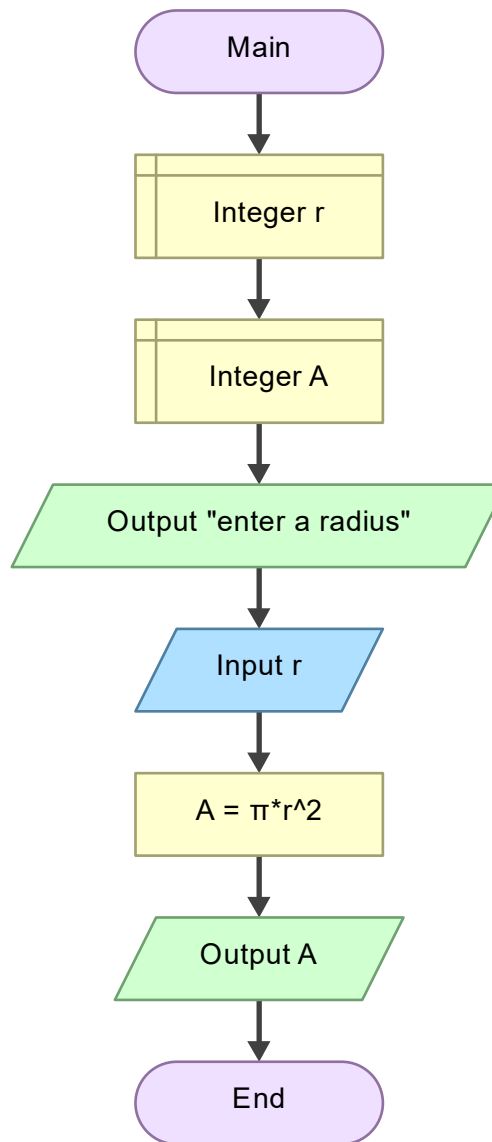 Main
Integer r
Integer A
Output "enter a radius"
Input r
A = π*r^2
Output A
End